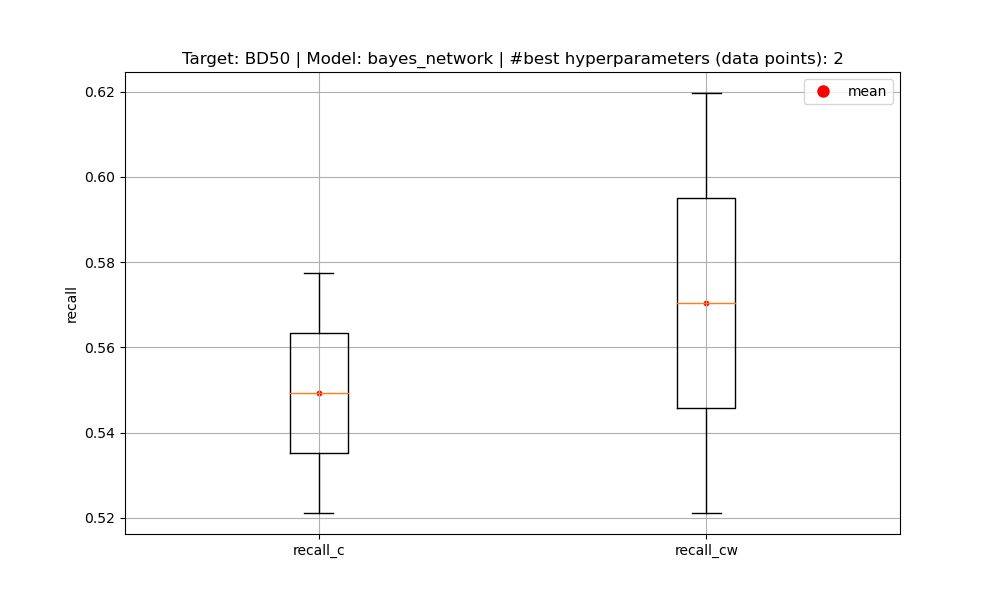 Target: BD50 | Model: bayes_network | #best hyperparameters (data points): 2
mean
0.62
0.60
0.58
0.56
0.54
0.52
recall
recall_c
recall_cw